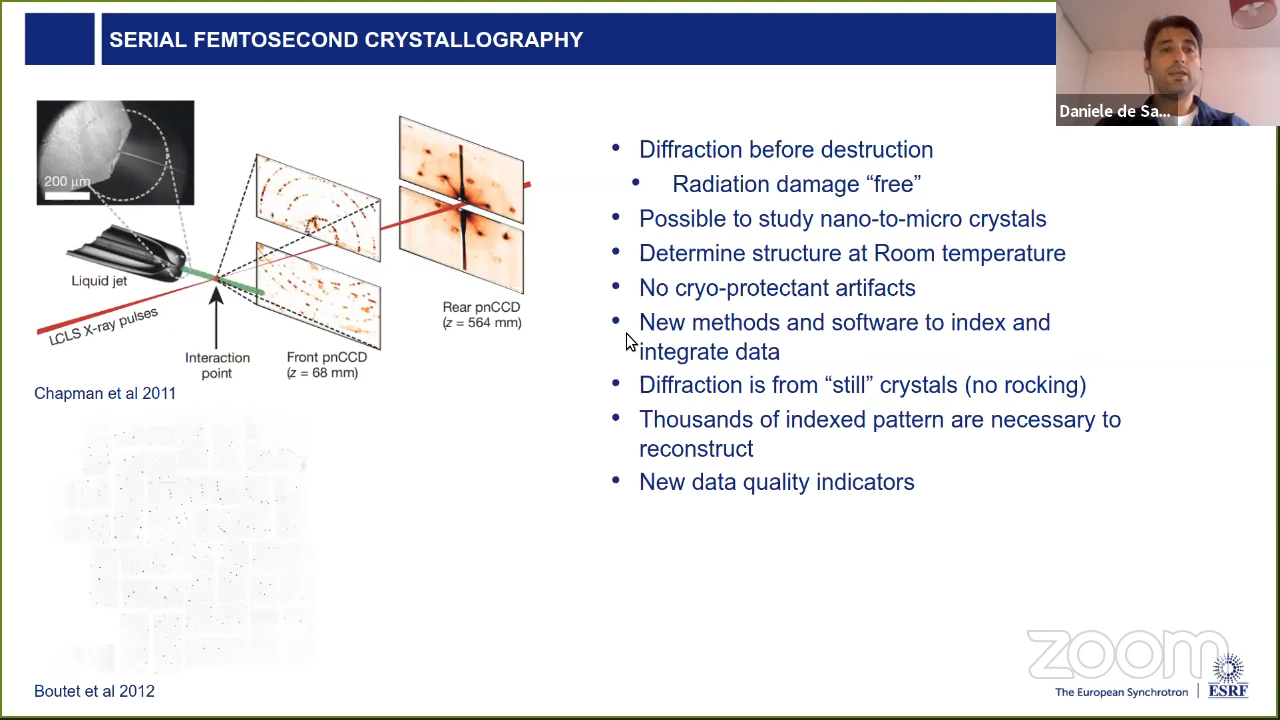 SERIAL FEMTOSECOND CRYSTALLOGRAPHY
Daniele de Sa...
200 μm
Liquid jet
LCLS X-ray pulses
Interaction
point
Front pnCCD
(z = 68 mm)
Rear pnCCD
(z = 564 mm)
Chapman et al 2011
Boutet et al 2012
• Diffraction before destruction
• Radiation damage “free”
• Possible to study nano-to-micro crystals
• Determine structure at Room temperature
• No cryo-protectant artifacts
• New methods and software to index and
integrate data
• Diffraction is from “still” crystals (no rocking)
• Thousands of indexed pattern are necessary to
reconstruct
• New data quality indicators
zoom
The European Synchrotron | ESRF